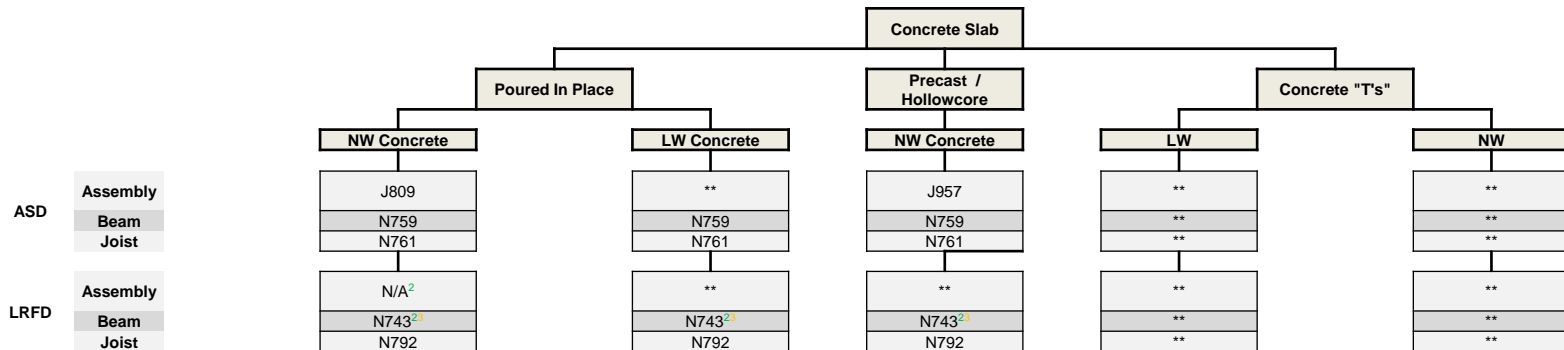 Concrete Slab
Poured In Place
Precast /
Hollowcore
Concrete "T's"
NW Concrete
LW Concrete
NW Concrete
LW
NW
ASD
Assembly
J809
**
J957
**
**
Beam
N759
N759
N759
**
**
Joist
N761
N761
N761
**
**
LRFD
Assembly
N/A²
**
**
**
**
Beam
N743²³
N743²³
N743²³
**
**
Joist
N792
N792
N792
**
**